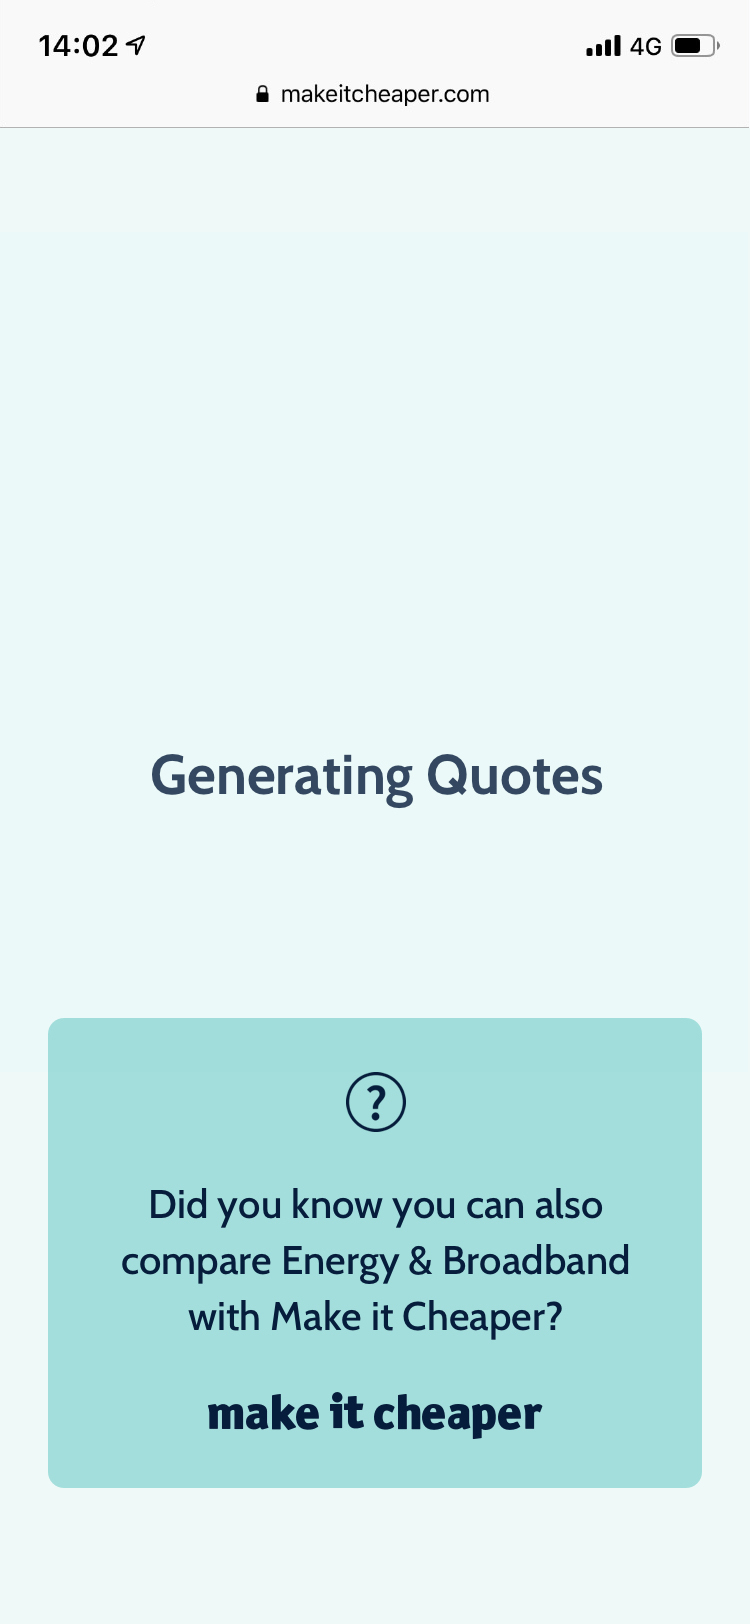 14:02
4G
makeitcheaper.com
Generating Quotes
?
Did you know you can also
compare Energy & Broadband
with Make it Cheaper?
make it cheaper